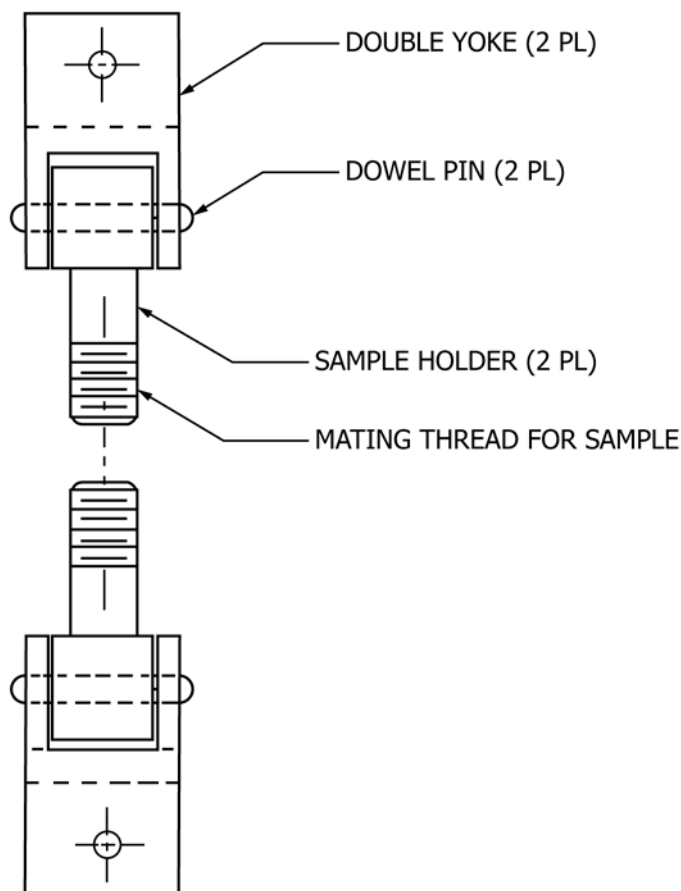 DOUBLE YOKE (2 PL)
DOWEL PIN (2 PL)
SAMPLE HOLDER (2 PL)
MATING THREAD FOR SAMPLE